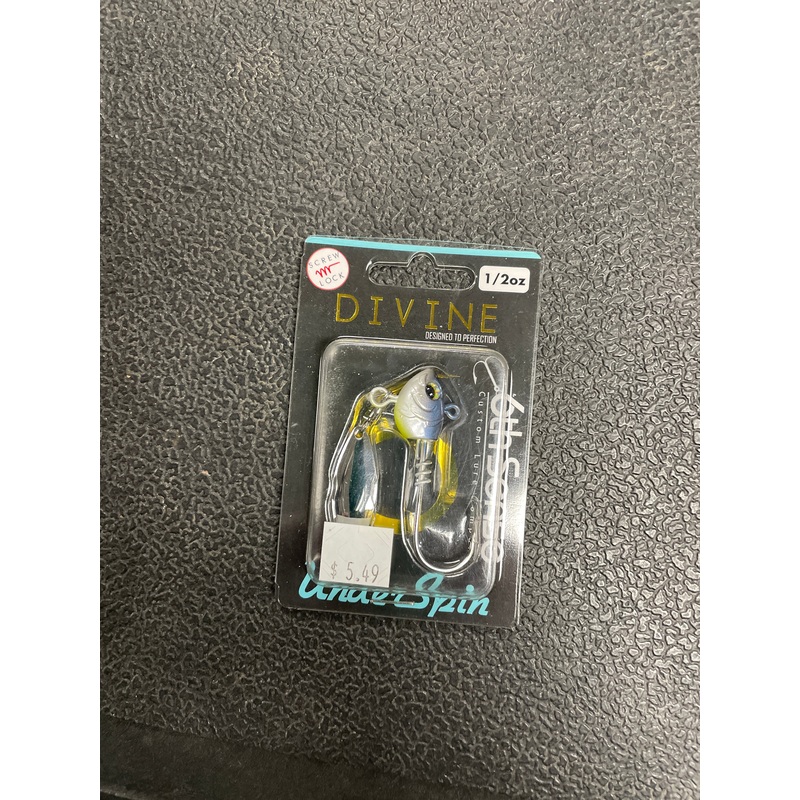 SCREW
LOCK
1/2oz
DIVINE
DESIGNED TO PERFECTION
6th Sense
Custom Lure
$ 5.49
UnderSpin